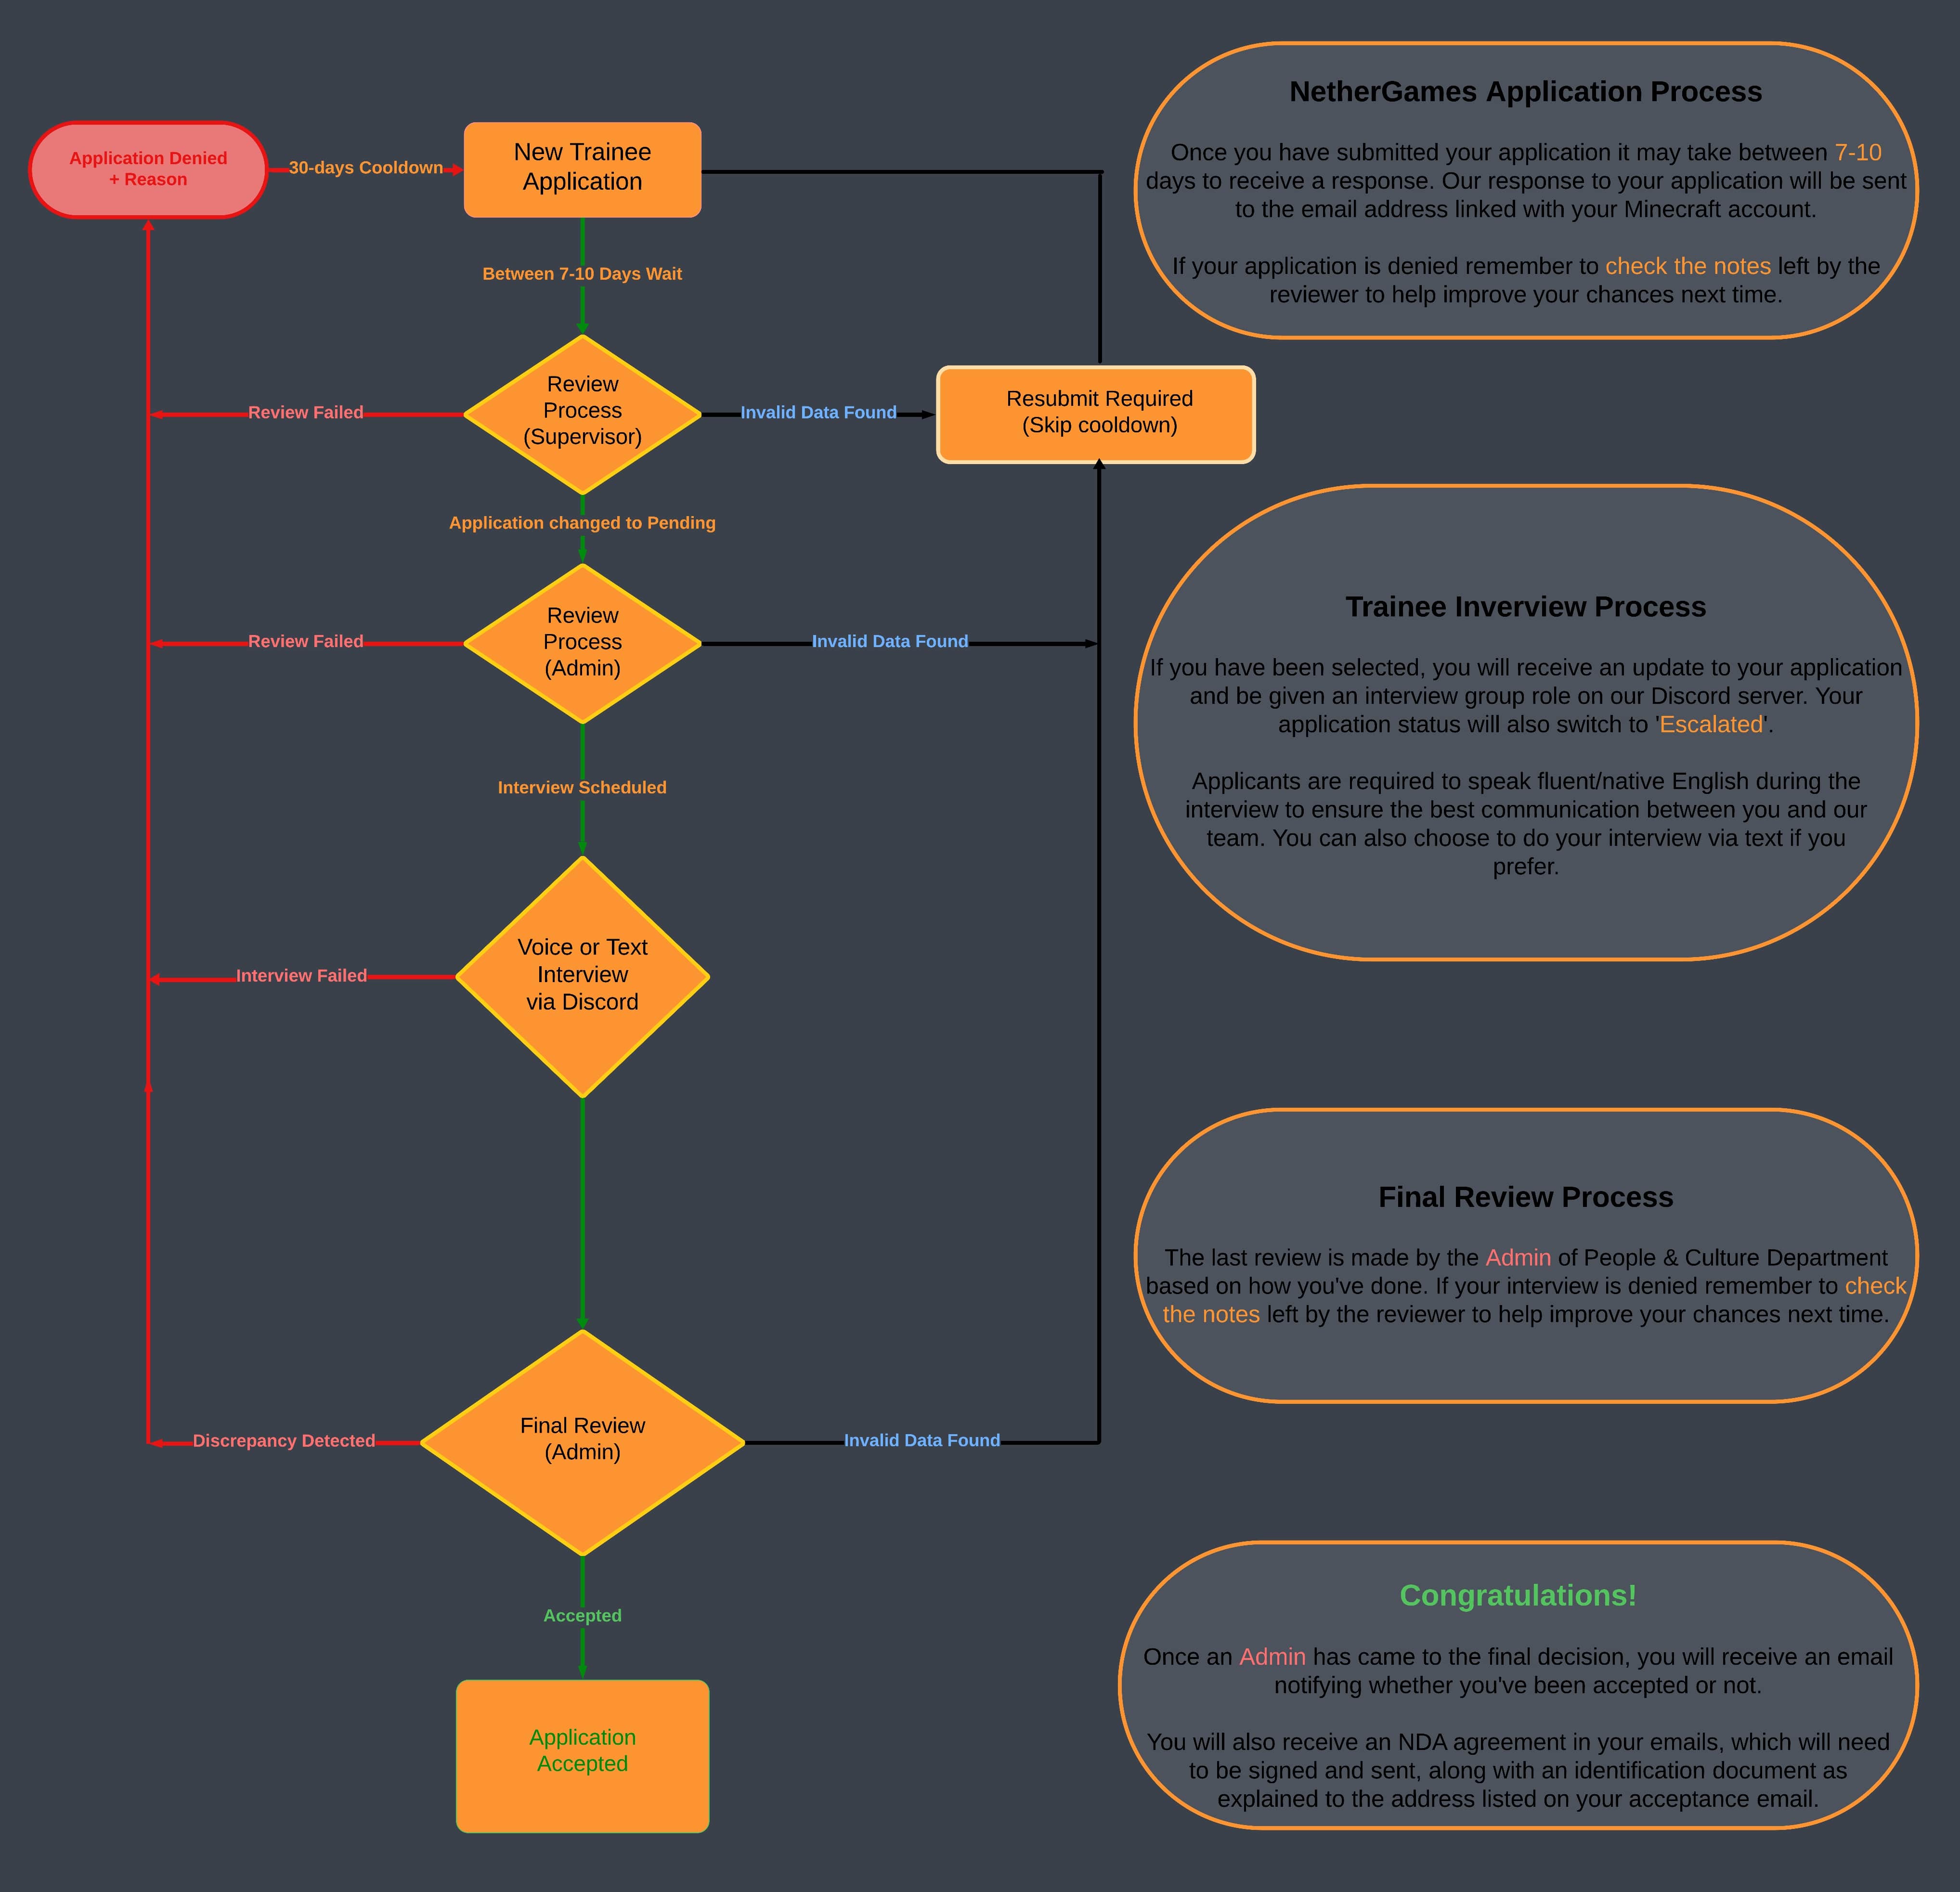 Application Denied
+ Reason
30-days Cooldown
New Trainee
Application
Between 7-10 Days Wait
Review
Process
(Supervisor)
Review Failed
Invalid Data Found
Resubmit Required
(Skip cooldown)
Application changed to Pending
Review
Process
(Admin)
Review Failed
Invalid Data Found
Interview Scheduled
Voice or Text
Interview
via Discord
Interview Failed
Final Review
(Admin)
Discrepancy Detected
Invalid Data Found
Accepted
Application
Accepted
NetherGames Application Process
Once you have submitted your application it may take between 7-10
days to receive a response. Our response to your application will be sent
to the email address linked with your Minecraft account.
If your application is denied remember to check the notes left by the
reviewer to help improve your chances next time.
Trainee Inverview Process
If you have been selected, you will receive an update to your application
and be given an interview group role on our Discord server. Your
application status will also switch to 'Escalated'.
Applicants are required to speak fluent/native English during the
interview to ensure the best communication between you and our
team. You can also choose to do your interview via text if you
prefer.
Final Review Process
The last review is made by the Admin of People & Culture Department
based on how you've done. If your interview is denied remember to check
the notes left by the reviewer to help improve your chances next time.
Congratulations!
Once an Admin has came to the final decision, you will receive an email
notifying whether you've been accepted or not.
You will also receive an NDA agreement in your emails, which will need
to be signed and sent, along with an identification document as
explained to the address listed on your acceptance email.